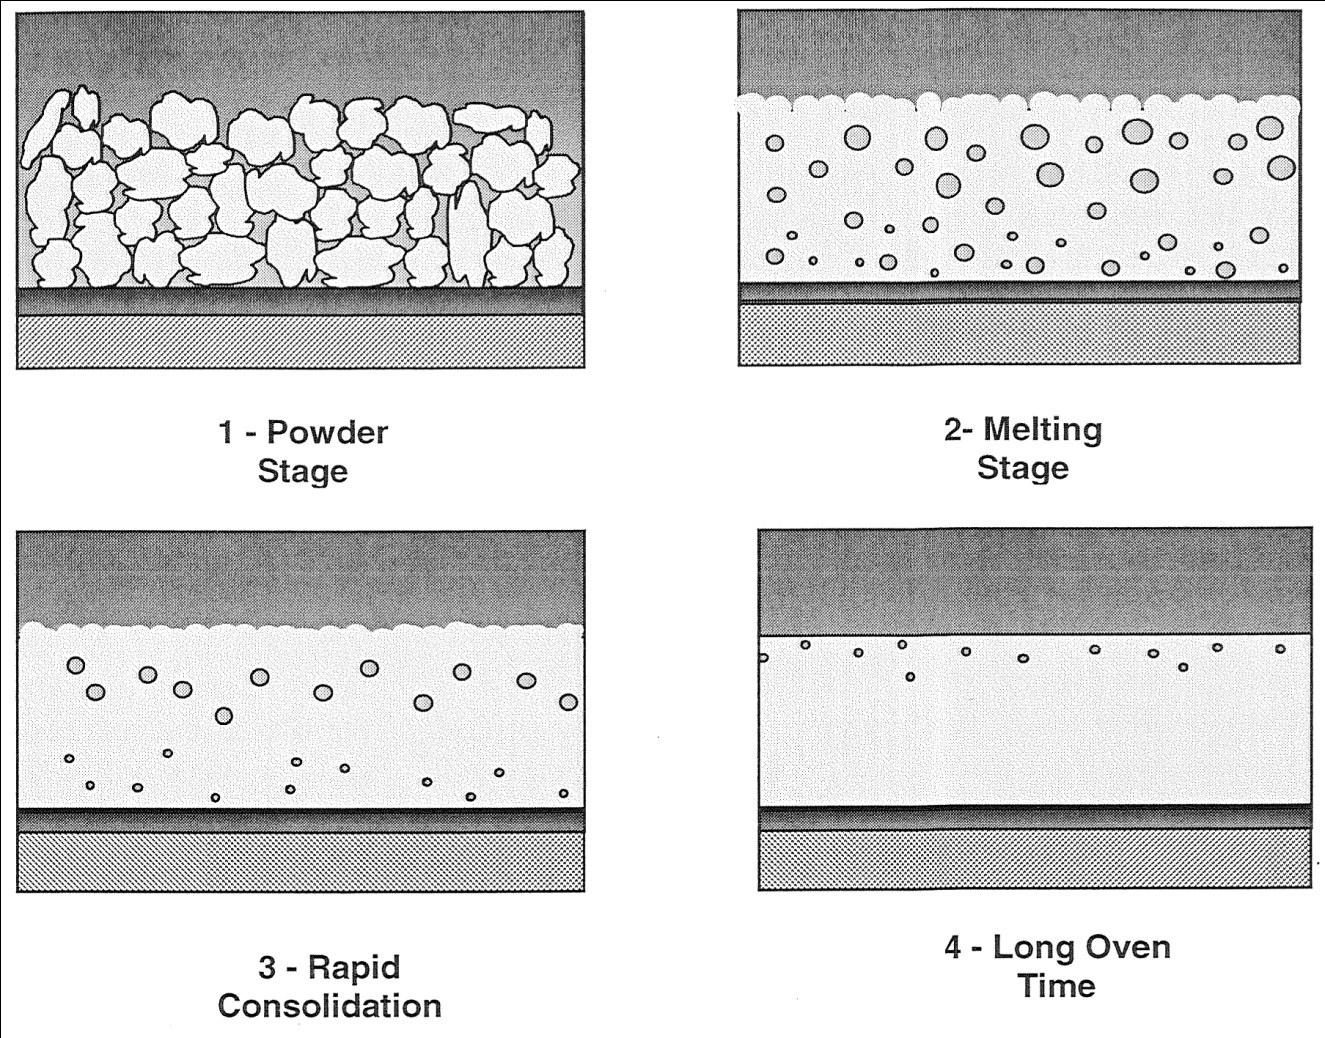 1 - Powder
Stage
2- Melting
Stage
3 - Rapid
Consolidation
4 - Long Oven
Time